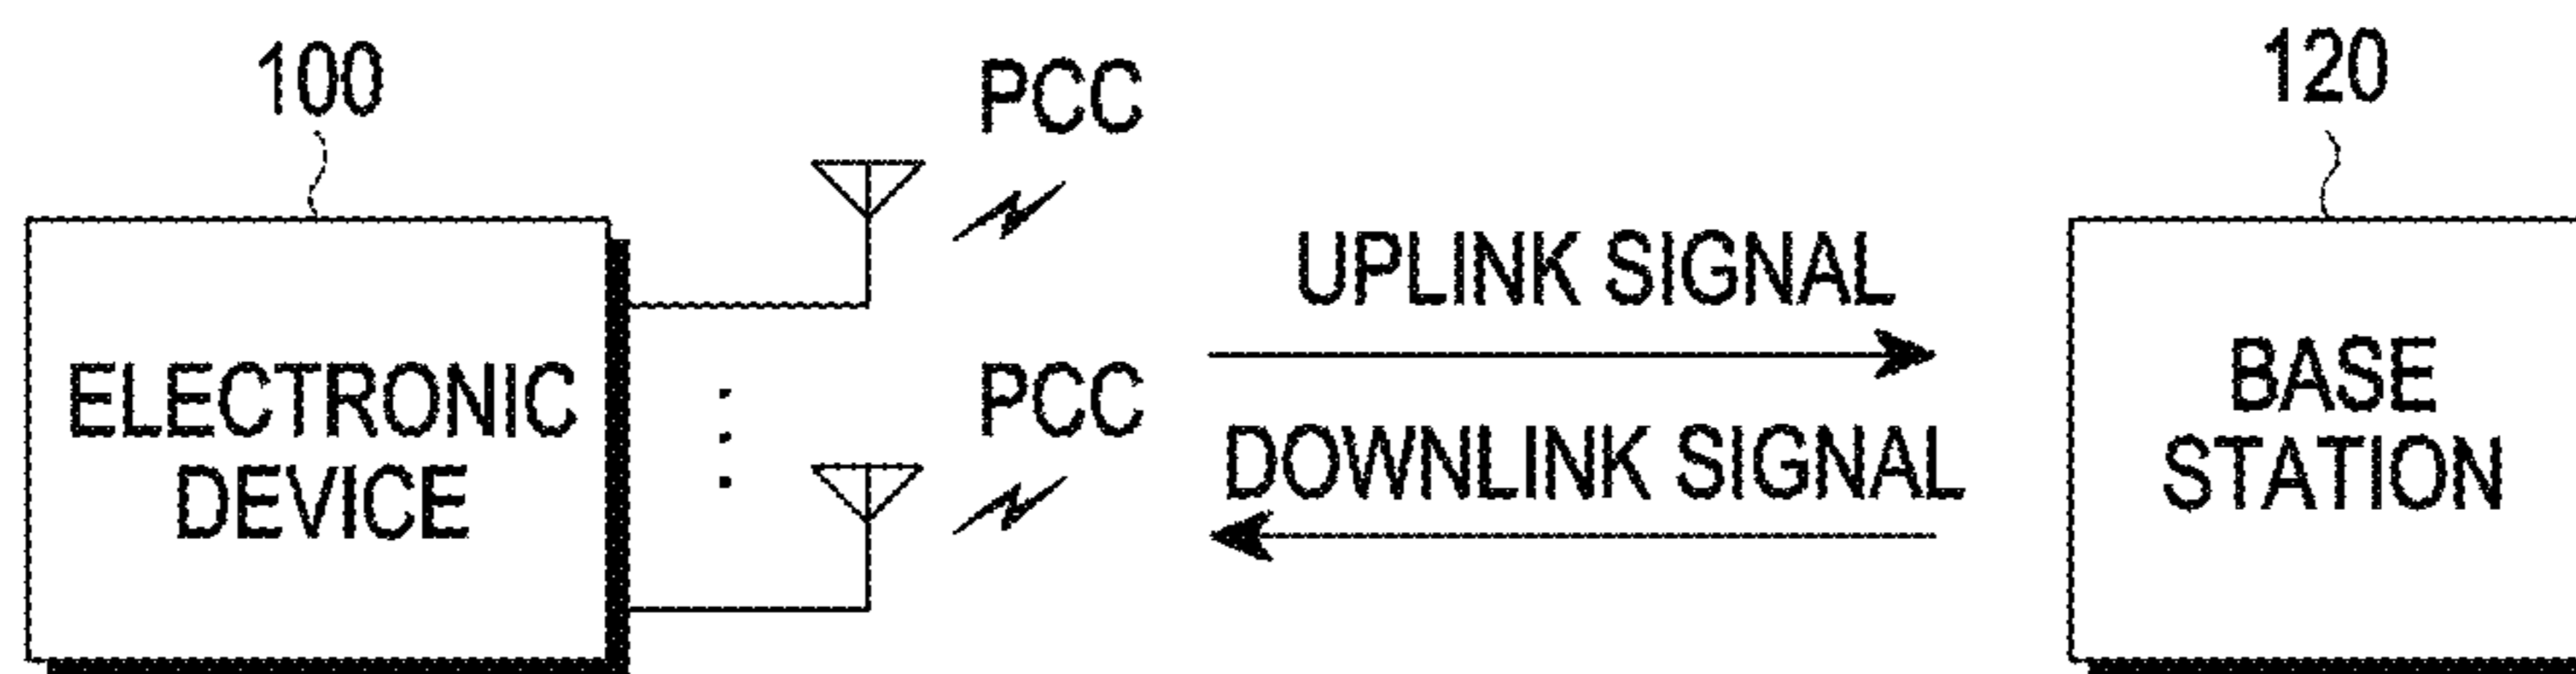 100
PCC
120
UPLINK SIGNAL
ELECTRONIC
DEVICE
PCC
DOWNLINK SIGNAL
BASE
STATION